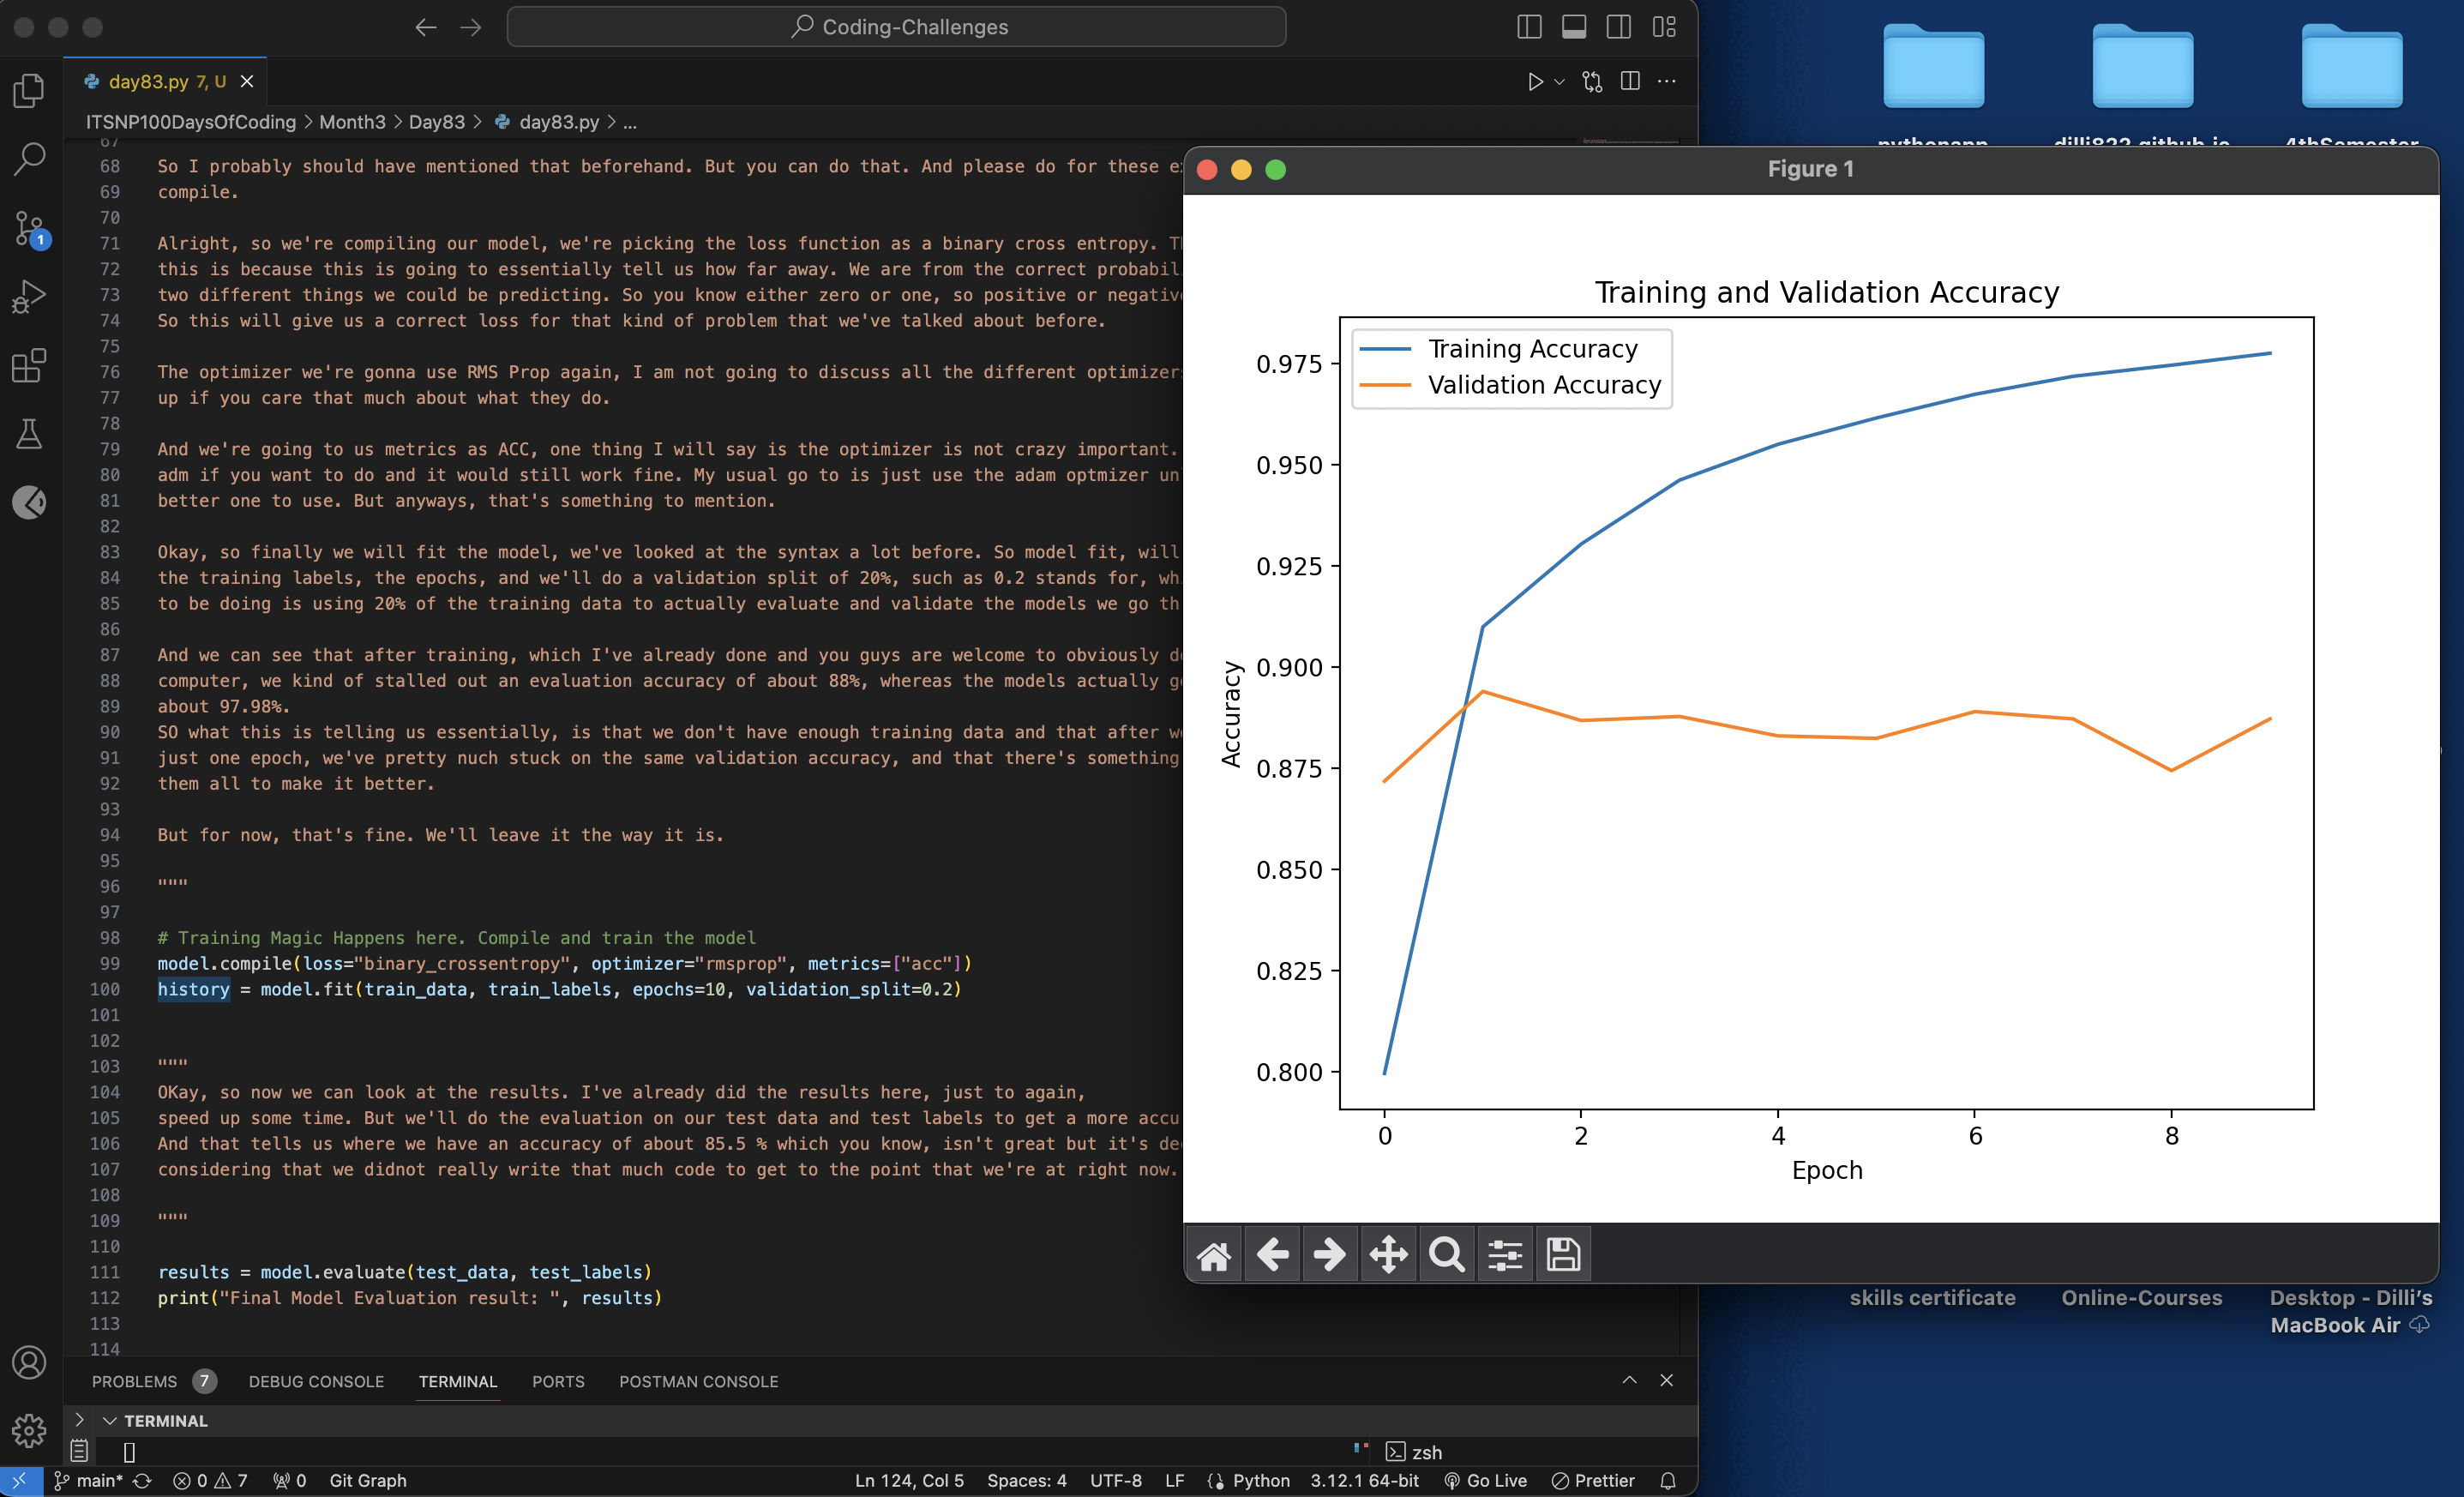 Coding-Challenges
day83.py 7, U
ITSNP100DaysOfCoding > Month3 > Day83 > day83.py > ...
67
68 So I probably should have mentioned that beforehand. But you can do that. And please do for these
69 compile.
70
71 Alright, so we're compiling our model, we're picking the loss function as a binary cross entropy.
72 this is because this is going to essentially tell us how far away. We are from the correct
73 two different things we could be predicting. So you know either zero or one, so positive or negative
74 So this will give us a correct loss for that kind of problem that we've talked about before.
75
76 The optimizer we're gonna use RMS Prop again, I am not going to discuss all the different
77 up if you care that much about what they do.
78
79 And we're going to us metrics as ACC, one thing I will say is the optimizer is not crazy important.
80 adm if you want to do and it would still work fine. My usual go to is just use the adam optmizer
81 better one to use. But anyways, that's something to mention.
82
83 Okay, so finally we will fit the model, we've looked at the syntax a lot before. So model fit, will
84 the training labels, the epochs, and we'll do a validation split of 20%, such as 0.2 stands for,
85 to be doing is using 20% of the training data to actually evaluate and validate the models we go
86
87 And we can see that after training, which I've already done and you guys are welcome to obviously
88 computer, we kind of stalled out an evaluation accuracy of about 88%, whereas the models actually
89 about 97.98%.
90 SO what this is telling us essentially, is that we don't have enough training data and that after
91 just one epoch, we've pretty nuch stuck on the same validation accuracy, and that there's something
92 them all to make it better.
93
94 But for now, that's fine. We'll leave it the way it is.
95
96 """
97
98 # Training Magic Happens here. Compile and train the model
99 model.compile(loss="binary_crossentropy", optimizer="rmsprop", metrics=["acc"])
100 history = model.fit(train_data, train_labels, epochs=10, validation_split=0.2)
101
102
103 """
104 OKay, so now we can look at the results. I've already did the results here, just to again,
105 speed up some time. But we'll do the evaluation on our test data and test labels to get a more
106 And that tells us where we have an accuracy of about 85.5 % which you know, isn't great but it's
107 considering that we didnot really write that much code to get to the point that we're at right now.
108
109 """
110
111 results = model.evaluate(test_data, test_labels)
112 print("Final Model Evaluation result: ", results)
113
114
PROBLEMS 7 DEBUG CONSOLE TERMINAL PORTS POSTMAN CONSOLE
TERMINAL
zsh
main* 0 7 0 Git Graph Ln 124, Col 5 Spaces: 4 UTF-8 LF Python 3.12.1 64-bit Go Live Prettier
1
pythonapp dilli822.github.io 4thSemester
Figure 1
Training and Validation Accuracy
Training Accuracy
Validation Accuracy
0.975
0.950
0.925
0.900
0.875
0.850
0.825
0.800
Accuracy
0 2 4 6 8
Epoch
skills certificate Online-Courses Desktop - Dilli's
MacBook Air